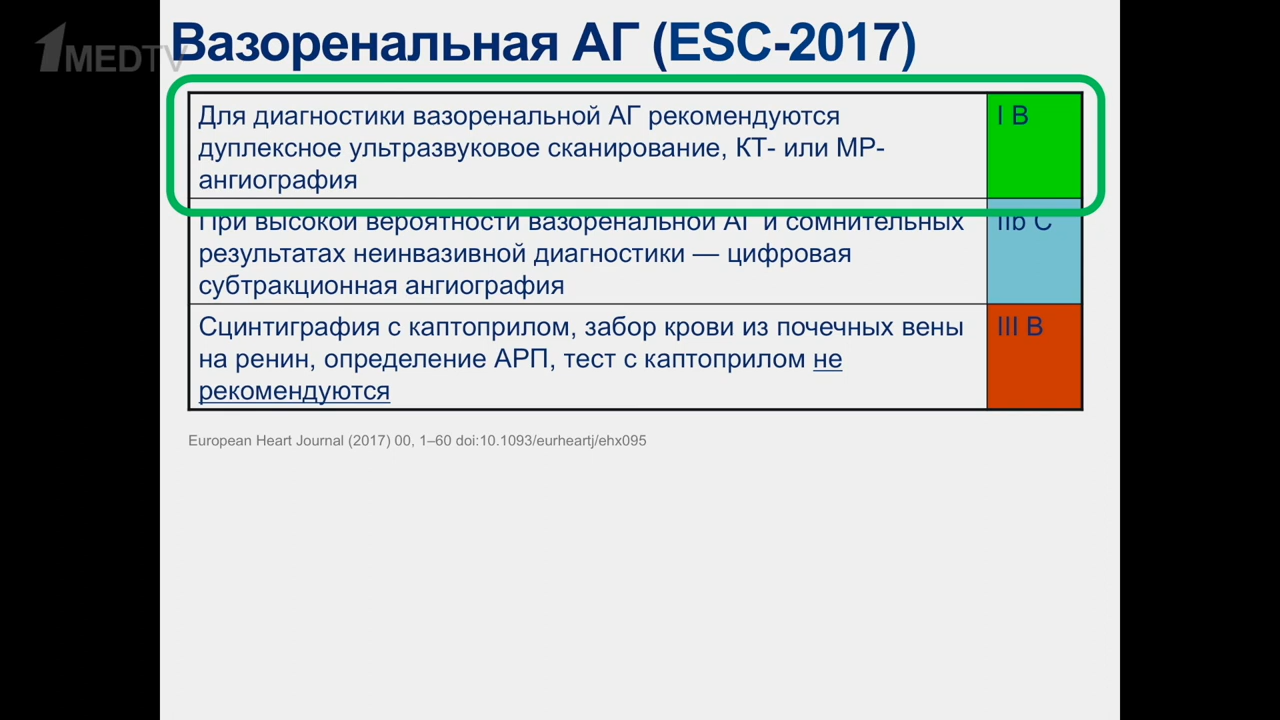 1MEDTV
Вазоренальная АГ (ESC-2017)
Для диагностики вазоренальной АГ рекомендуются
дуплексное ультразвуковое сканирование, КТ- или МР-
ангиография
I B
При высокой вероятности вазоренальной АГ и сомнительных
результатах неинвазивной диагностики — цифровая
субтракционная ангиография
IIb C
Сцинтиграфия с каптоприлом, забор крови из почечных вены
на ренин, определение АРП, тест с каптоприлом не
рекомендуются
III B
European Heart Journal (2017) 00, 1–60 doi:10.1093/eurheartj/ehx095